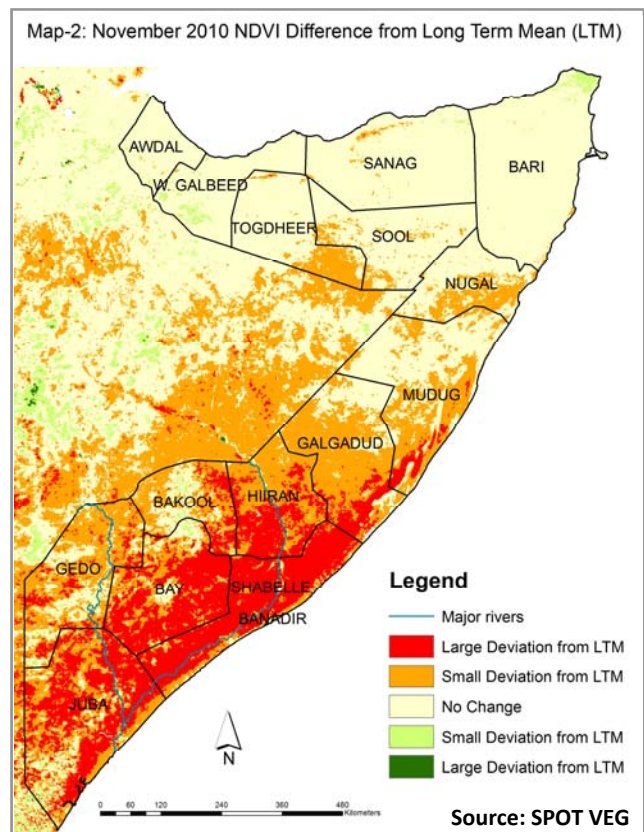 Map-2: November 2010 NDVI Difference from Long Term Mean (LTM)
AWDAL
W. GALBEED
SANAG
BARI
TOGDHEER
SOOL
NUGAL
MUDUG
GALGADUD
BAKOOL
HIIRAN
GEDO
BAY
SHABELLE
BANADIR
JUBA
Legend
Major rivers
Large Deviation from LTM
Small Deviation from LTM
No Change
Small Deviation from LTM
Large Deviation from LTM
N
0 60 120 240 360 480
Kilometers
Source: SPOT VEG